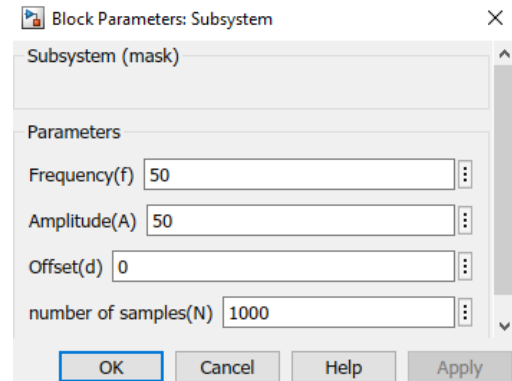 Block Parameters: Subsystem
Subsystem (mask)
Parameters
Frequency(f) 50
Amplitude(A) 50
Offset(d) 0
number of samples(N) 1000
OK Cancel Help Apply